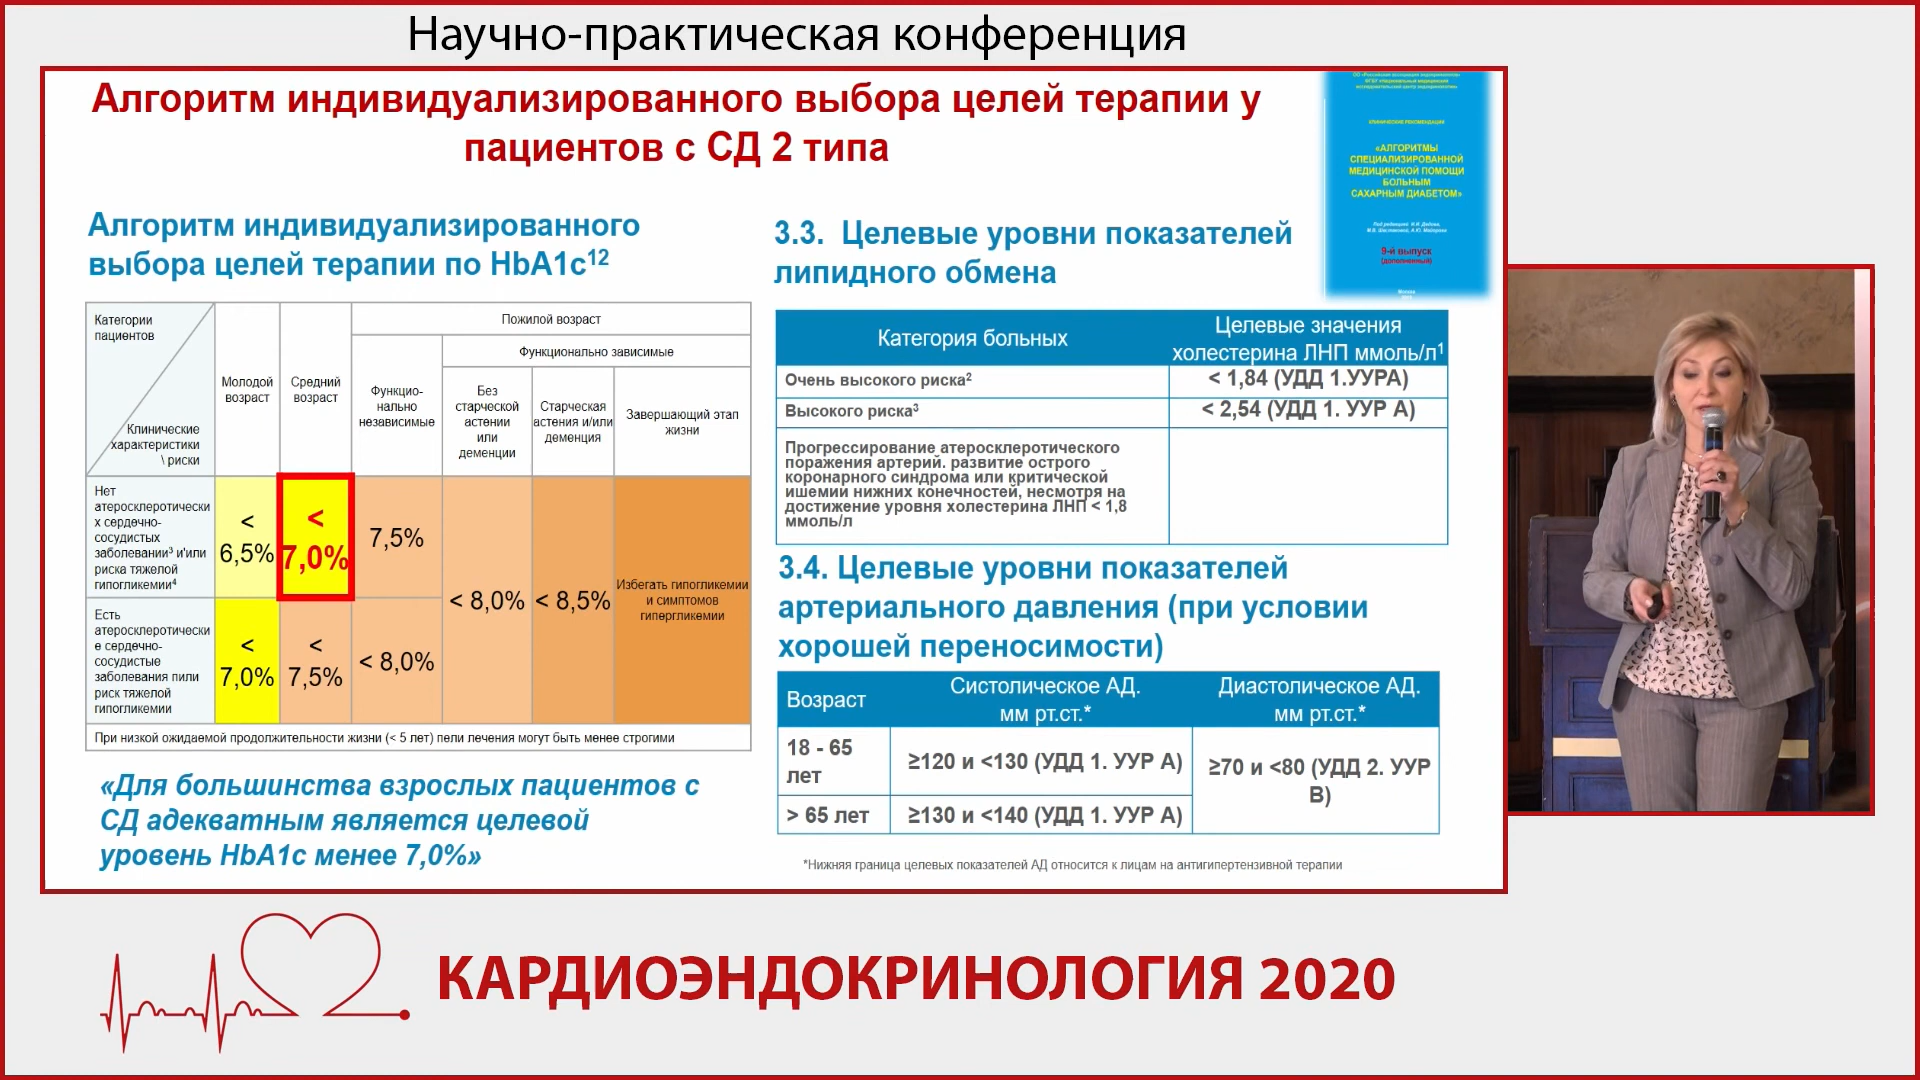 Научно-практическая конференция
Алгоритм индивидуализированного выбора целей терапии у
пациентов с СД 2 типа
«АЛГОРИТМЫ
СПЕЦИАЛИЗИРОВАННОЙ
МЕДИЦИНСКОЙ ПОМОЩИ
БОЛЬНЫМ
САХАРНЫМ ДИАБЕТОМ»
9-й выпуск
(дополненный)
Алгоритм индивидуализированного
выбора целей терапии по HbA1c12
Категории
пациентов
Клинические
характеристики
\ риски
Молодой
возраст
Средний
возраст
Пожилой возраст
Функцио-
нально
независимые
Функционально зависимые
Без
старческой
астении
или
деменции
Старческая
астения и/или
деменция
Завершающий этап
жизни
Нет
атеросклеротически
х сердечно-
сосудистых
заболевании3 и'или
риска тяжелой
гипогликемии4
<
6,5%
<
7,0%
7,5%
< 8,0%
< 8,5%
Избегать гипогликемии
и симптомов
гипергликемии
Есть
атеросклеротически
е сердечно-
сосудистые
заболевания пили
риск тяжелой
гипогликемии
<
7,0%
<
7,5%
< 8,0%
При низкой ожидаемой продолжительности жизни (< 5 лет) пели лечения могут быть менее строгими
«Для большинства взрослых пациентов с
СД адекватным является целевой
уровень HbA1c менее 7,0%»
3.3. Целевые уровни показателей
липидного обмена
Категория больных
Целевые значения
холестерина ЛНП ммоль/л1
Очень высокого риска2
< 1,84 (УДД 1.УУРА)
Высокого риска3
< 2,54 (УДД 1. УУР А)
Прогрессирование атеросклеротического
поражения артерий. развитие острого
коронарного синдрома или критической
ишемии нижних конечностей, несмотря на
достижение уровня холестерина ЛНП < 1,8
ммоль/л
3.4. Целевые уровни показателей
артериального давления (при условии
хорошей переносимости)
Возраст
Систолическое АД.
мм рт.ст.*
Диастолическое АД.
мм рт.ст.*
18 - 65
лет
≥120 и <130 (УДД 1. УУР А)
≥70 и <80 (УДД 2. УУР
В)
> 65 лет
≥130 и <140 (УДД 1. УУР А)
*Нижняя граница целевых показателей АД относится к лицам на антигипертензивной терапии
КАРДИОЭНДОКРИНОЛОГИЯ 2020